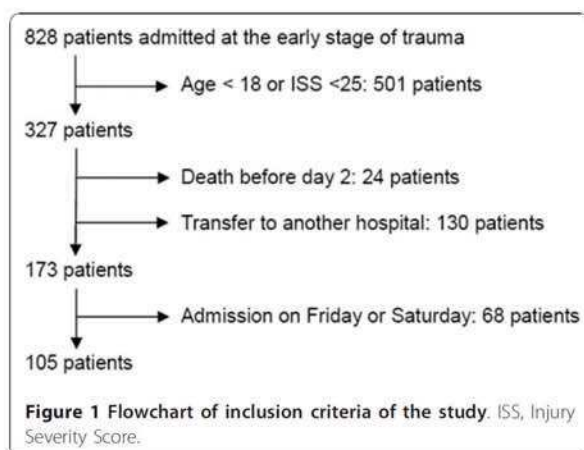 828 patients admitted at the early stage of trauma
Age < 18 or ISS <25: 501 patients
327 patients
Death before day 2: 24 patients
Transfer to another hospital: 130 patients
173 patients
Admission on Friday or Saturday: 68 patients
105 patients
Figure 1 Flowchart of inclusion criteria of the study. ISS, Injury
Severity Score.